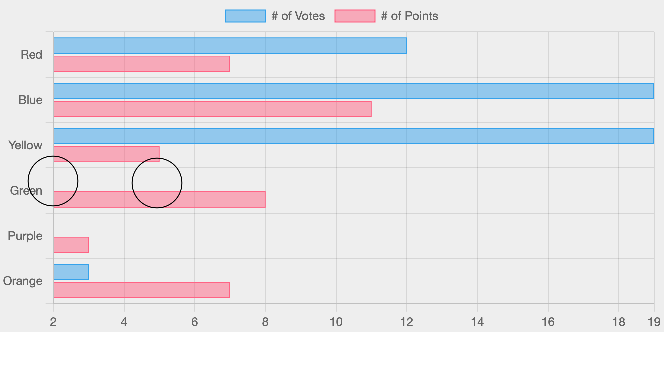 # of Votes # of Points
Red
Blue
Yellow
Green
Purple
Orange
2 4 6 8 10 12 14 16 18 19